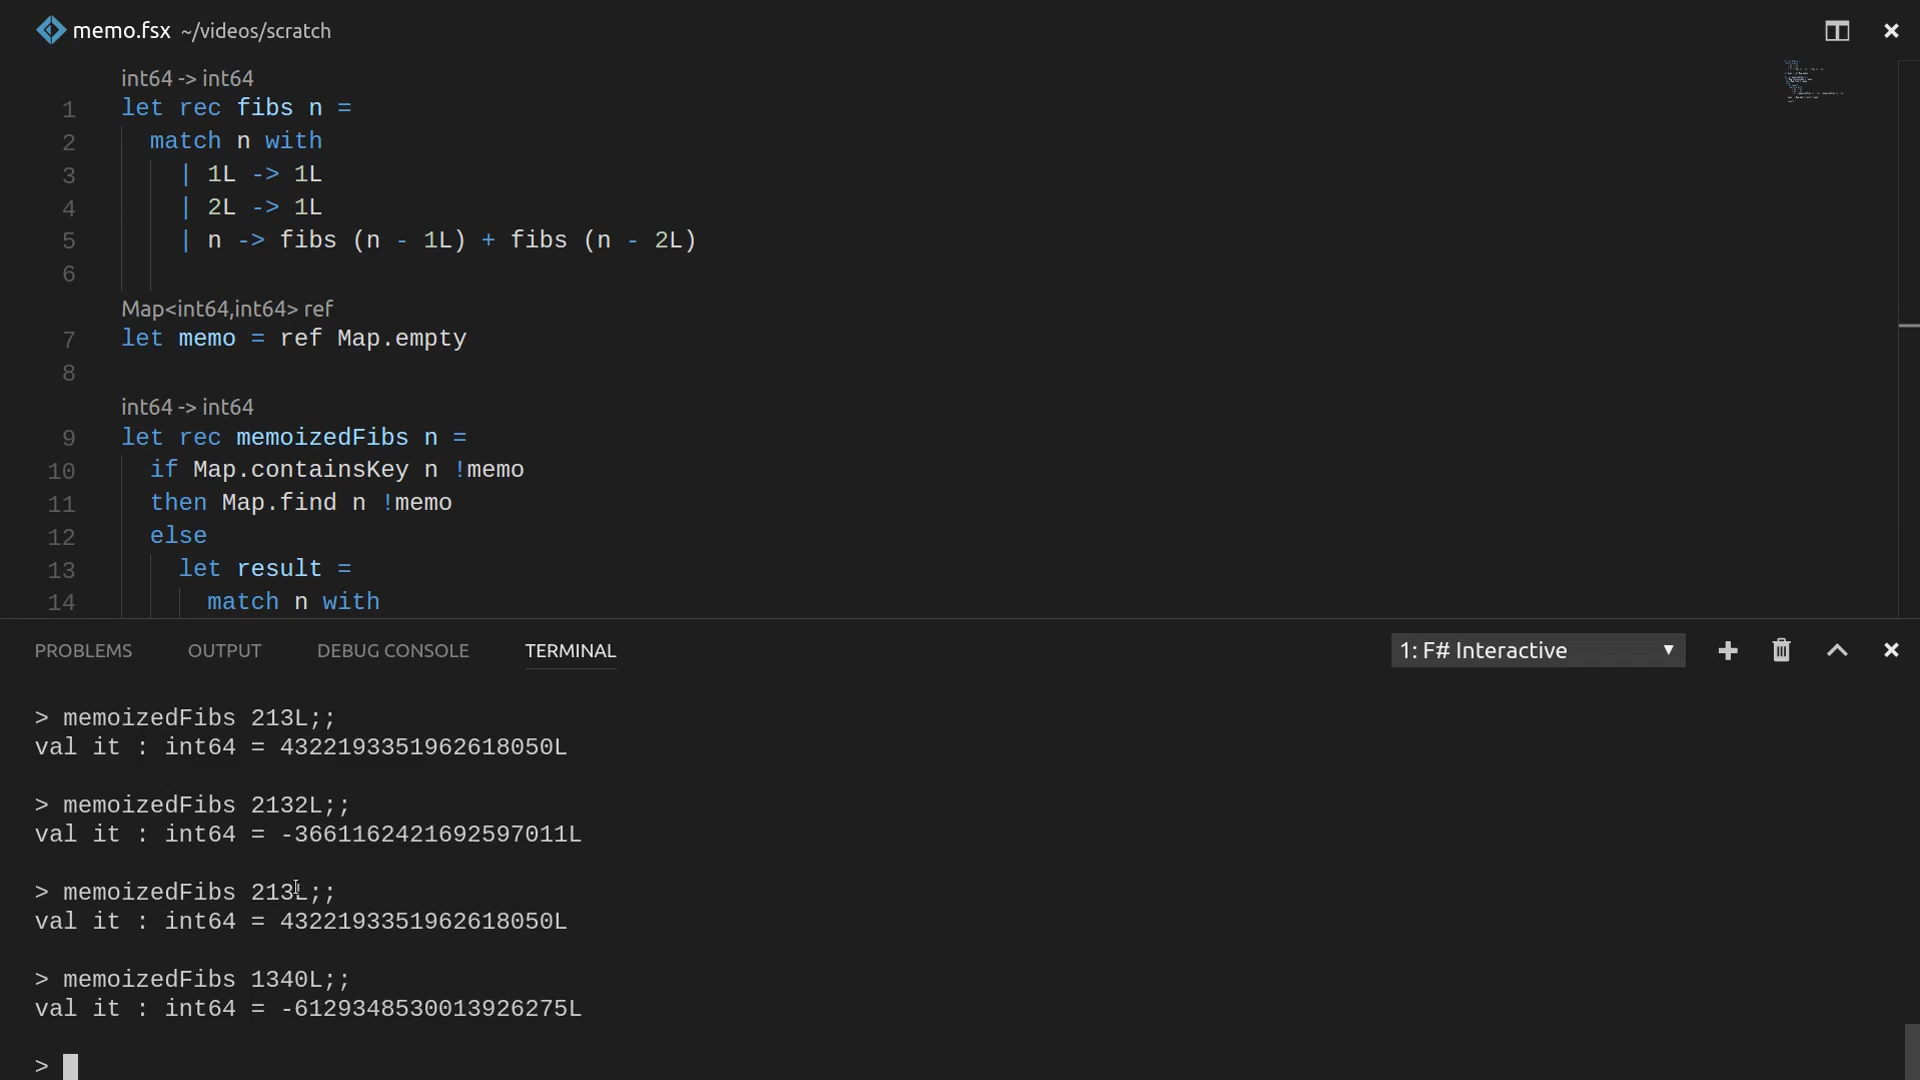 memo.fsx ~/videos/scratch
int64 -> int64
1 let rec fibs n =
2 match n with
3 | 1L -> 1L
4 | 2L -> 1L
5 | n -> fibs (n - 1L) + fibs (n - 2L)
6
Map<int64,int64> ref
7 let memo = ref Map.empty
8
int64 -> int64
9 let rec memoizedFibs n =
10 if Map.containsKey n !memo
11 then Map.find n !memo
12 else
13 let result =
14 match n with
PROBLEMS OUTPUT DEBUG CONSOLE TERMINAL 1: F# Interactive
> memoizedFibs 213L;;
val it : int64 = 4322193351962618050L
> memoizedFibs 2132L;;
val it : int64 = -3661162421692597011L
> memoizedFibs 213L;;
val it : int64 = 4322193351962618050L
> memoizedFibs 1340L;;
val it : int64 = -6129348530013926275L
>